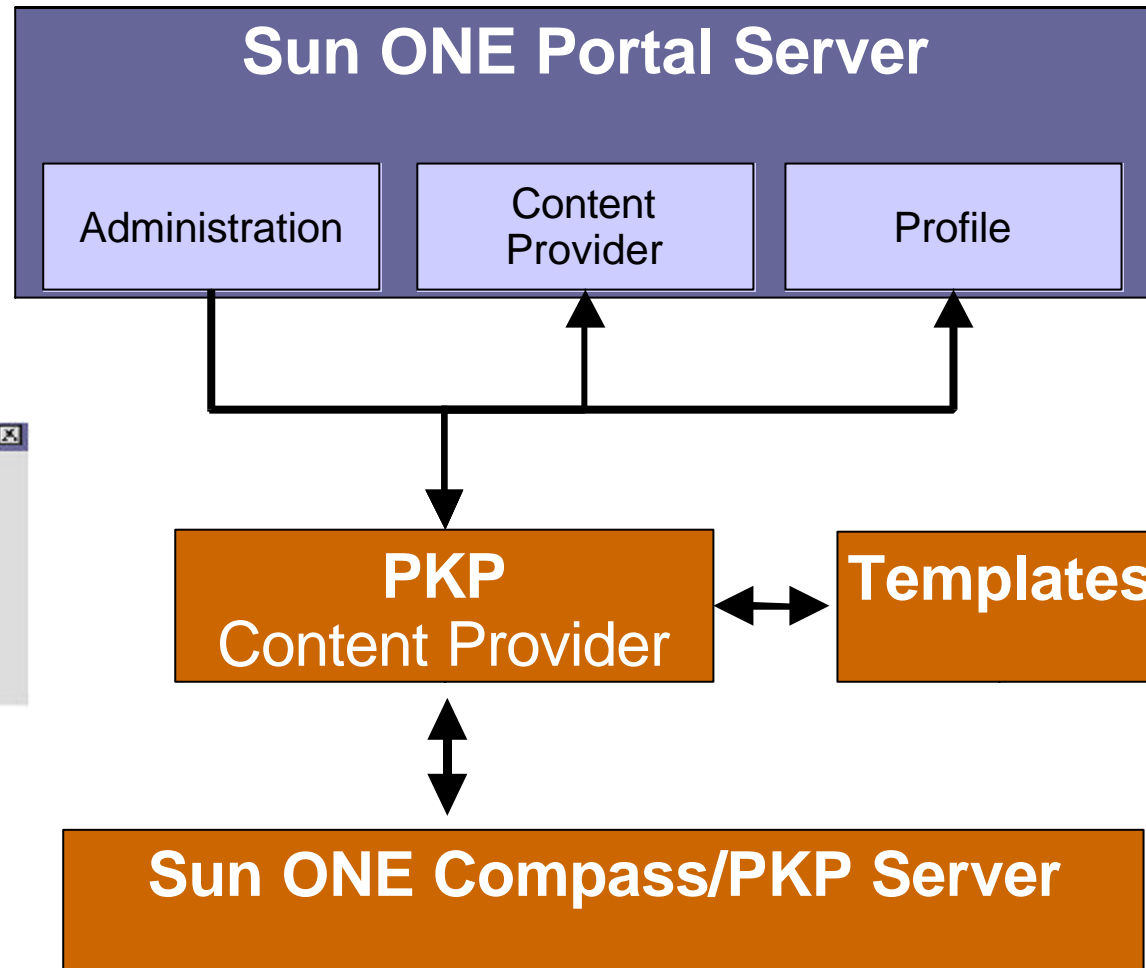 Sun ONE Portal Server
Administration
Content
Provider
Profile
PKP
Content Provider
Templates
Sun ONE Compass/PKP Server